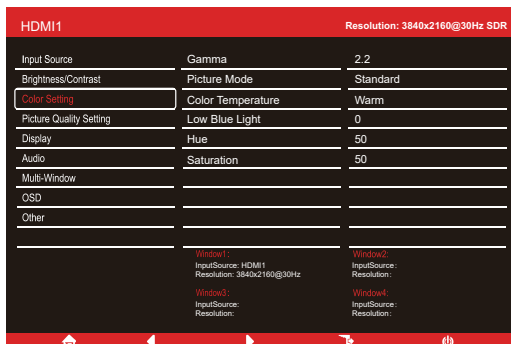 HDMI1 Resolution: 3840x2160@30Hz SDR
Input Source Gamma 2.2
Brightness/Contrast Picture Mode Standard
Color Setting Color Temperature Warm
Picture Quality Setting Low Blue Light 0
Display Hue 50
Audio Saturation 50
Multi-Window
OSD
Other
Window1: Window2:
InputSource: HDMI1 InputSource:
Resolution: 3840x2160@30Hz Resolution:
Window3: Window4:
InputSource: InputSource:
Resolution: Resolution: